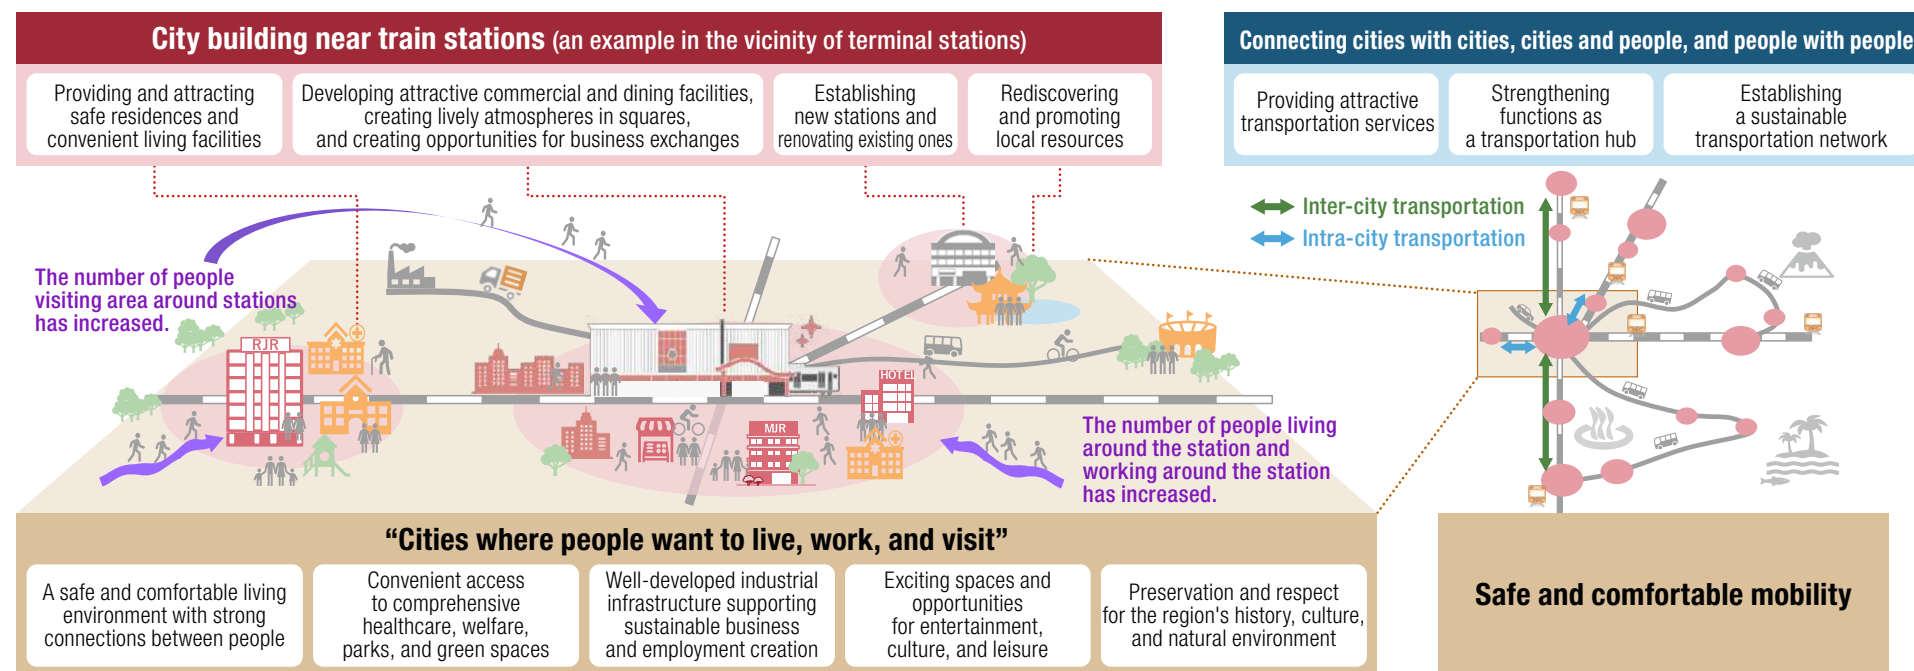 City building near train stations (an example in the vicinity of terminal stations)
Providing and attracting
safe residences and
convenient living facilities
Developing attractive commercial and dining facilities,
creating lively atmospheres in squares,
and creating opportunities for business exchanges
Establishing
new stations and
renovating existing ones
Rediscovering
and promoting
local resources
Connecting cities with cities, cities and people, and people with people
Providing attractive
transportation services
Strengthening
functions as
a transportation hub
Establishing
a sustainable
transportation network
Inter-city transportation
Intra-city transportation
The number of people
visiting area around stations
has increased.
RJR
HOTEL
MJR
The number of people living
around the station and
working around the station
has increased.
“Cities where people want to live, work, and visit”
A safe and comfortable living
environment with strong
connections between people
Convenient access
to comprehensive
healthcare, welfare,
parks, and green spaces
Well-developed industrial
infrastructure supporting
sustainable business
and employment creation
Exciting spaces and
opportunities
for entertainment,
culture, and leisure
Preservation and respect
for the region's history, culture,
and natural environment
Safe and comfortable mobility